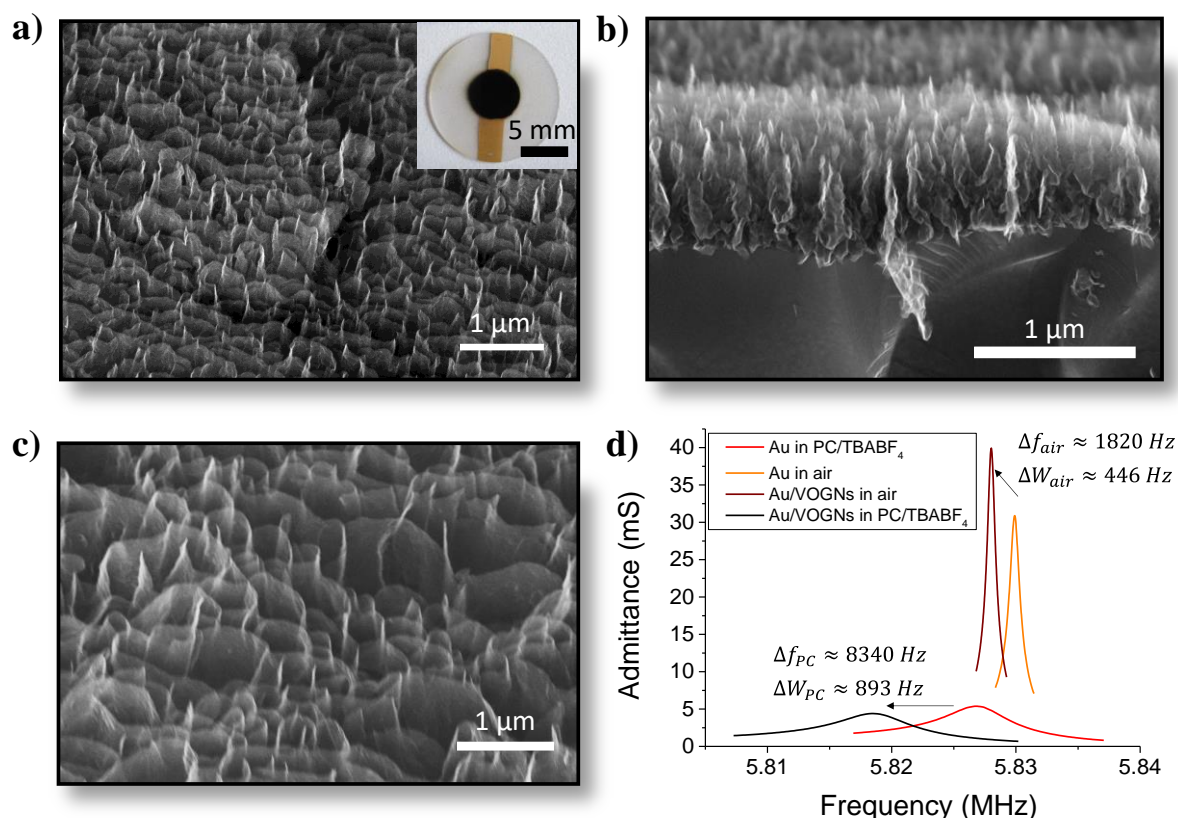 a)
5 mm
1 μm
b)
1 μm
c)
1 μm
d)
Admittance (mS)
40
35
30
25
20
15
10
5
0
Au in PC/TBABF4
Au in air
Au/VOGNs in air
Au/VOGNs in PC/TBABF4
Δfair ≈ 1820 Hz
ΔWair ≈ 446 Hz
ΔfPC ≈ 8340 Hz
ΔWPC ≈ 893 Hz
5.81 5.82 5.83 5.84
Frequency (MHz)